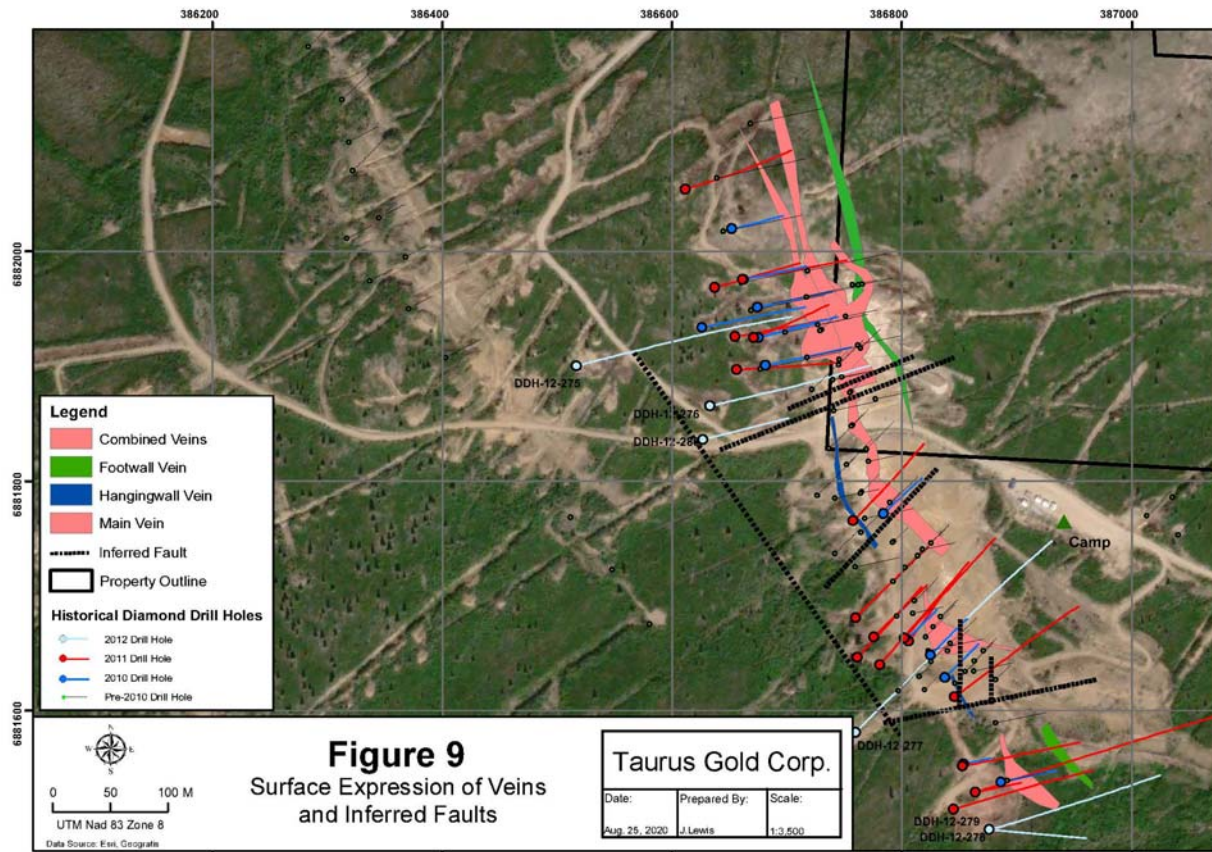 386200 386400 386600 386800 387000
6882000
6881800
6881600
DDH-12-275
DDH-12-277
DDH-12-279
DDH-12-278
Camp
Legend
Combined Veins
Footwall Vein
Hangingwall Vein
Main Vein
Inferred Fault
Property Outline
Historical Diamond Drill Holes
2012 Drill Hole
2011 Drill Hole
2010 Drill Hole
Pre-2010 Drill Hole
N
W E
S
0 50 100 M
UTM Nad 83 Zone 8
Data Source: Esri, Geografis
Figure 9
Surface Expression of Veins
and Inferred Faults
Taurus Gold Corp.
Date: Prepared By: Scale:
Aug. 25, 2020 J.Lewis 1:3,500